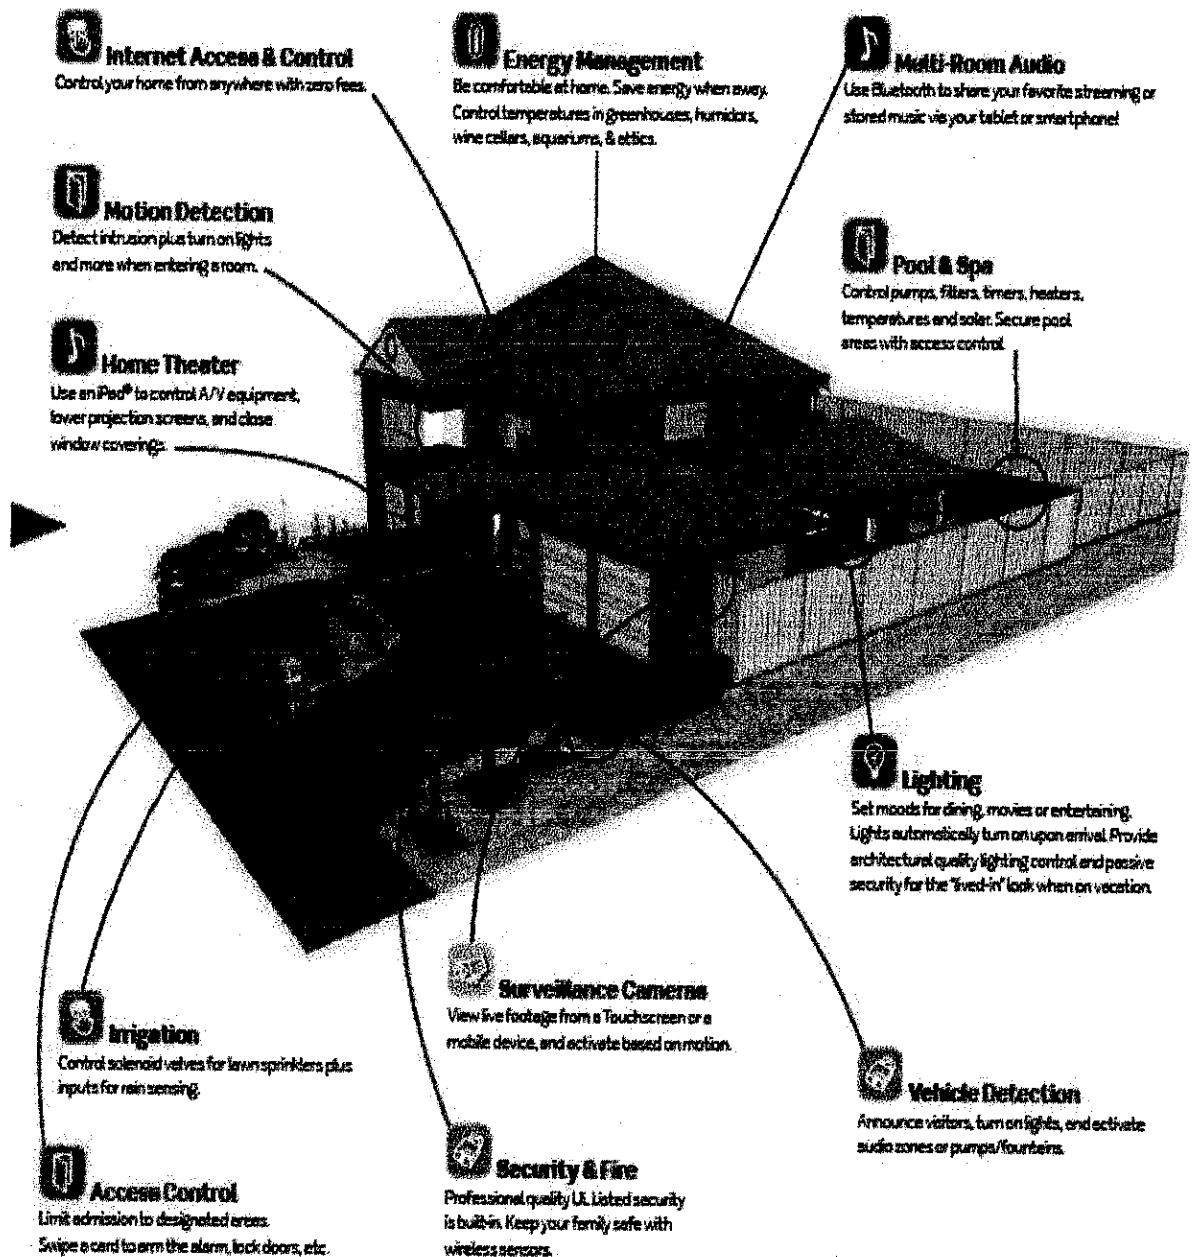 Internet Access & Control
Control your home from anywhere with zero fees.
Energy Management
Be comfortable at home. Save energy when away.
Control temperatures in greenhouses, humidors,
wine cellars, aquariums, & attics.
Multi-Room Audio
Use Bluetooth to share your favorite streaming or
stored music via your tablet or smartphone!
Motion Detection
Detect intrusion plus turn on lights
and more when entering a room.
Pool & Spa
Control pumps, filters, timers, heaters,
temperatures and solar. Secure pool
areas with access control.
Home Theater
Use an iPad® to control A/V equipment,
lower projection screens, and close
window coverings.
Lighting
Set moods for dining, movies or entertaining.
Lights automatically turn on upon arrival. Provide
architectural quality lighting control and passive
security for the "lived-in" look when on vacation.
Surveillance Cameras
View live footage from a Touchscreen or a
mobile device, and activate based on motion.
Irrigation
Control solenoid valves for lawn sprinklers plus
inputs for rain sensing.
Vehicle Detection
Announce visitors, turn on lights, and activate
audio zones or pumps/fountains.
Access Control
Limit admission to designated areas.
Swipe a card to arm the alarm, lock doors, etc.
Security & Fire
Professional quality UL Listed security
is built-in. Keep your family safe with
wireless sensors.